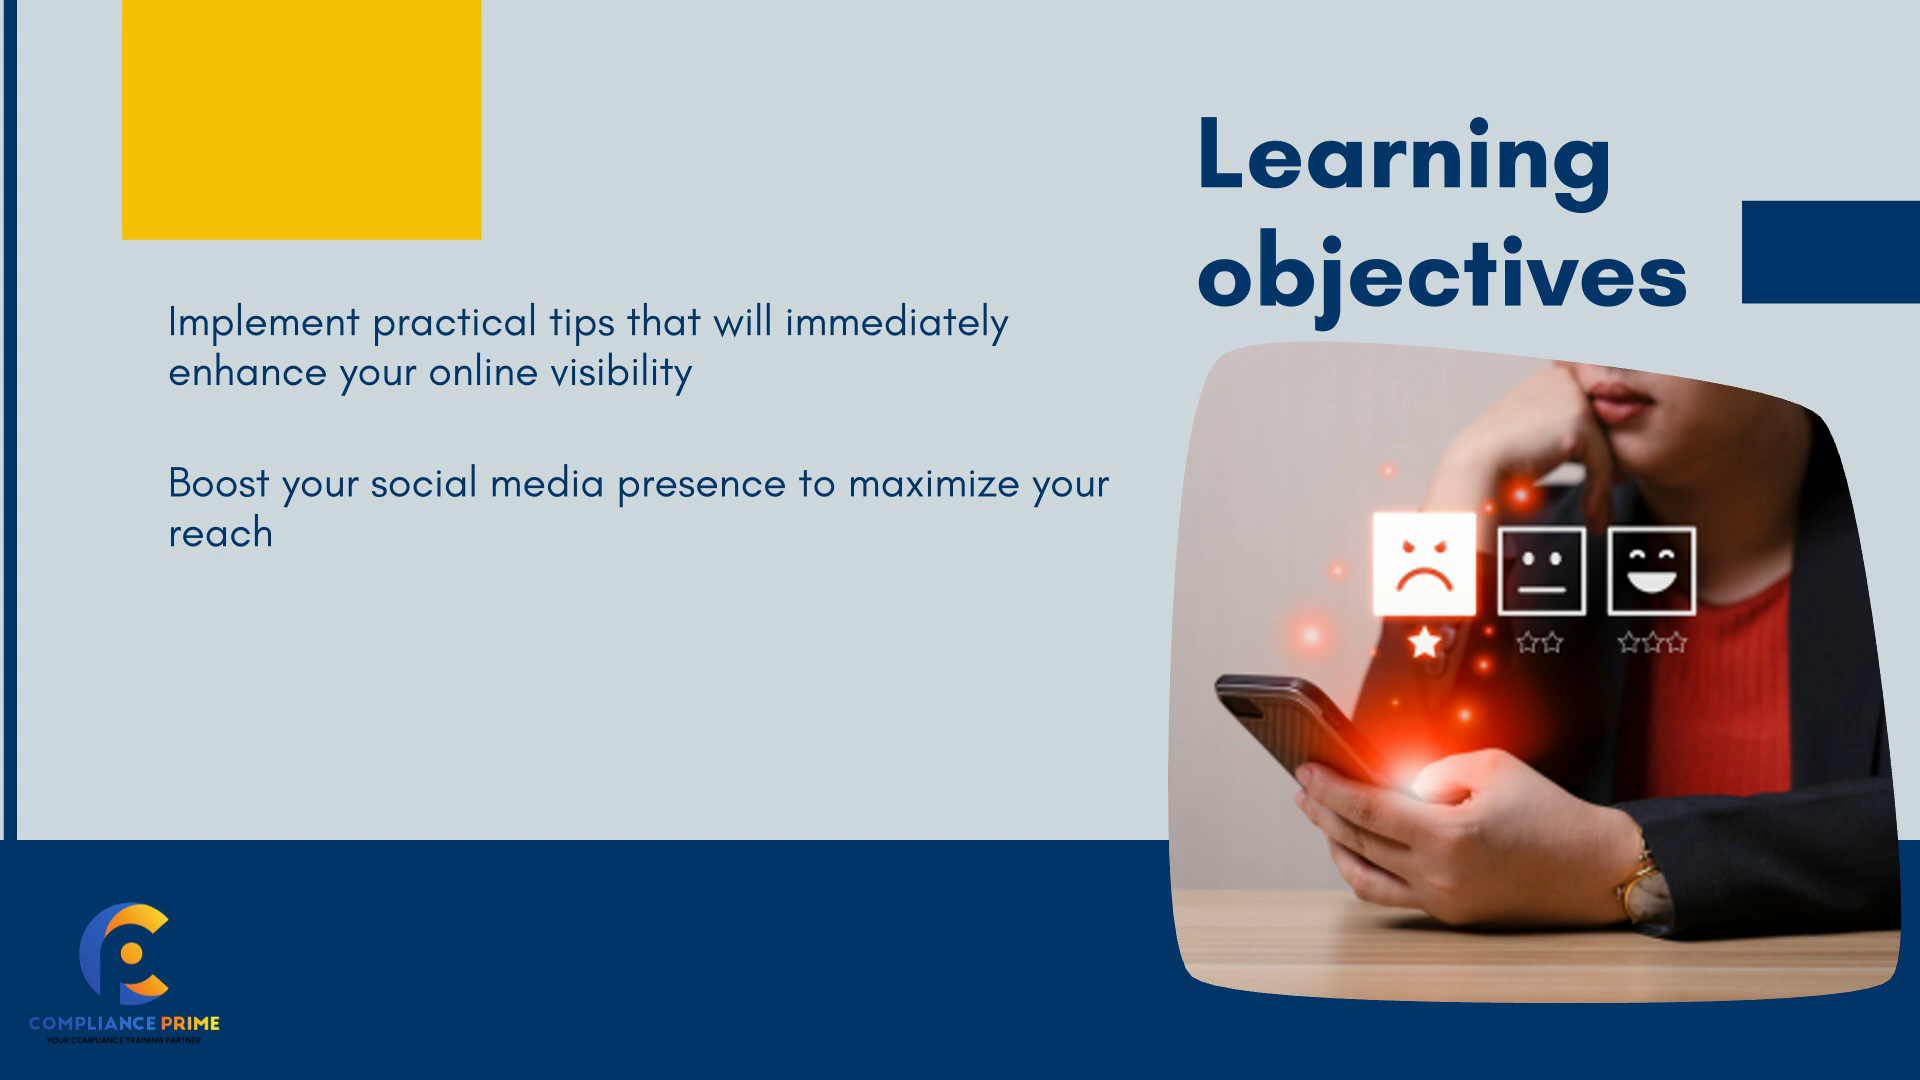 Learning
objectives
Implement practical tips that will immediately
enhance your online visibility
Boost your social media presence to maximize your
reach
COMPLIANCE PRIME
YOUR COMPLIANCE TRAINING PARTNER